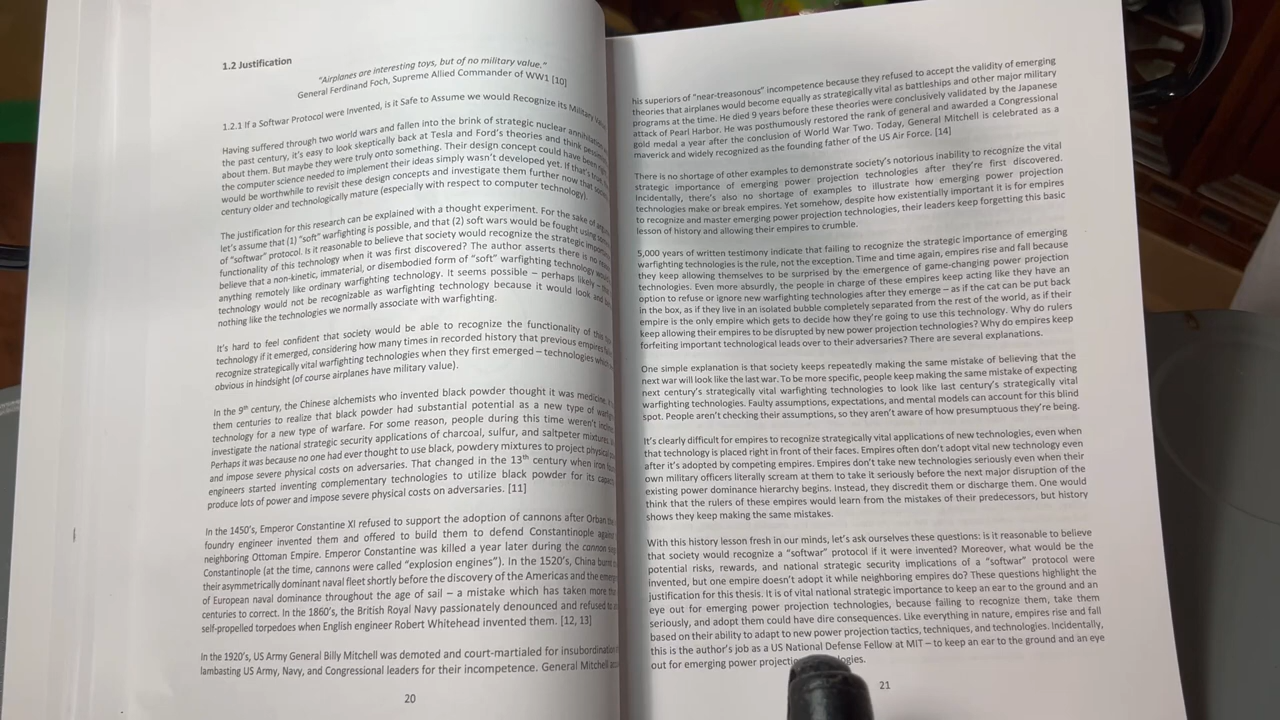 1.2 Justification
"Airplanes are interesting toys, but of no military value."
General Ferdinand Foch, Supreme Allied Commander of WW1 [10]
1.2.1 If a Softwar Protocol were Invented, is it Safe to Assume we would Recognize its Military
Having suffered through two world wars and fallen into the brink of strategic nuclear annihilation
the past century, it's easy to look skeptically back at Tesla and Ford's theories and think
about them. But maybe they were truly onto something. Their design concept could have been
the computer science needed to implement their ideas simply wasn't developed yet. If that's
would be worthwhile to revisit these design concepts and investigate them further now that
century older and technologically mature (especially with respect to computer technology).
The justification for this research can be explained with a thought experiment. For the sake of
let's assume that (1) "soft" warfighting is possible, and that (2) soft wars would be fought using
of "softwar" protocol. Is it reasonable to believe that society would recognize the strategic
functionality of this technology when it was first discovered? The author asserts there is no
believe that a non-kinetic, immaterial, or disembodied form of "soft" warfighting technology
anything remotely like ordinary warfighting technology. It seems possible – perhaps likely –
technology would not be recognizable as warfighting technology because it would look and
nothing like the technologies we normally associate with warfighting.
It's hard to feel confident that society would be able to recognize the functionality of
technology if it emerged, considering how many times in recorded history that previous empires
recognize strategically vital warfighting technologies when they first emerged – technologies
obvious in hindsight (of course airplanes have military value).
In the 9th century, the Chinese alchemists who invented black powder thought it was medicine.
them centuries to realize that black powder had substantial potential as a new type of
technology for a new type of warfare. For some reason, people during this time weren't
investigate the national strategic security applications of charcoal, sulfur, and saltpeter mixtures.
Perhaps it was because no one had ever thought to use black, powdery mixtures to project physical
and impose severe physical costs on adversaries. That changed in the 13th century when iron
engineers started inventing complementary technologies to utilize black powder for its
produce lots of power and impose severe physical costs on adversaries. [11]
In the 1450's, Emperor Constantine XI refused to support the adoption of cannons after Orban
foundry engineer invented them and offered to build them to defend Constantinople
neighboring Ottoman Empire. Emperor Constantine was killed a year later during the cannon
Constantinople (at the time, cannons were called "explosion engines"). In the 1520's, China
their asymmetrically dominant naval fleet shortly before the discovery of the Americas and the
of European naval dominance throughout the age of sail – a mistake which has taken more
centuries to correct. In the 1860's, the British Royal Navy passionately denounced and refused
self-propelled torpedoes when English engineer Robert Whitehead invented them. [12, 13]
In the 1920's, US Army General Billy Mitchell was demoted and court-martialed for insubordination
lambasting US Army, Navy, and Congressional leaders for their incompetence. General Mitchell
20
his superiors of "near-treasonous" incompetence because they refused to accept the validity of emerging
theories that airplanes would become equally as strategically vital as battleships and other major military
programs at the time. He died 9 years before these theories were conclusively validated by the Japanese
attack of Pearl Harbor. He was posthumously restored the rank of general and awarded a Congressional
gold medal a year after the conclusion of World War Two. Today, General Mitchell is celebrated as a
maverick and widely recognized as the founding father of the US Air Force. [14]
There is no shortage of other examples to demonstrate society's notorious inability to recognize the vital
strategic importance of emerging power projection technologies after they're first discovered.
Incidentally, there's also no shortage of examples to illustrate how emerging power projection
technologies make or break empires. Yet somehow, despite how existentially important it is for empires
to recognize and master emerging power projection technologies, their leaders keep forgetting this basic
lesson of history and allowing their empires to crumble.
5,000 years of written testimony indicate that failing to recognize the strategic importance of emerging
warfighting technologies is the rule, not the exception. Time and time again, empires rise and fall because
they keep allowing themselves to be surprised by the emergence of game-changing power projection
technologies. Even more absurdly, the people in charge of these empires keep acting like they have an
option to refuse or ignore new warfighting technologies after they emerge – as if the cat can be put back
in the box, as if they live in an isolated bubble completely separated from the rest of the world, as if their
empire is the only empire which gets to decide how they're going to use this technology. Why do rulers
keep allowing their empires to be disrupted by new power projection technologies? Why do empires keep
forfeiting important technological leads over to their adversaries? There are several explanations.
One simple explanation is that society keeps repeatedly making the same mistake of believing that the
next war will look like the last war. To be more specific, people keep making the same mistake of expecting
next century's strategically vital warfighting technologies to look like last century's strategically vital
warfighting technologies. Faulty assumptions, expectations, and mental models can account for this blind
spot. People aren't checking their assumptions, so they aren't aware of how presumptuous they're being.
It's clearly difficult for empires to recognize strategically vital applications of new technologies, even when
that technology is placed right in front of their faces. Empires often don't adopt vital new technology even
after it's adopted by competing empires. Empires don't take new technologies seriously even when their
own military officers literally scream at them to take it seriously before the next major disruption of the
existing power dominance hierarchy begins. Instead, they discredit them or discharge them. One would
think that the rulers of these empires would learn from the mistakes of their predecessors, but history
shows they keep making the same mistakes.
With this history lesson fresh in our minds, let's ask ourselves these questions: is it reasonable to believe
that society would recognize a "softwar" protocol if it were invented? Moreover, what would be the
potential risks, rewards, and national strategic security implications of a "softwar" protocol were
invented, but one empire doesn't adopt it while neighboring empires do? These questions highlight the
justification for this thesis. It is of vital national strategic importance to keep an ear to the ground and an
eye out for emerging power projection technologies, because failing to recognize them, take them
seriously, and adopt them could have dire consequences. Like everything in nature, empires rise and fall
based on their ability to adapt to new power projection tactics, techniques, and technologies. Incidentally,
this is the author's job as a US National Defense Fellow at MIT – to keep an ear to the ground and an eye
out for emerging power
21